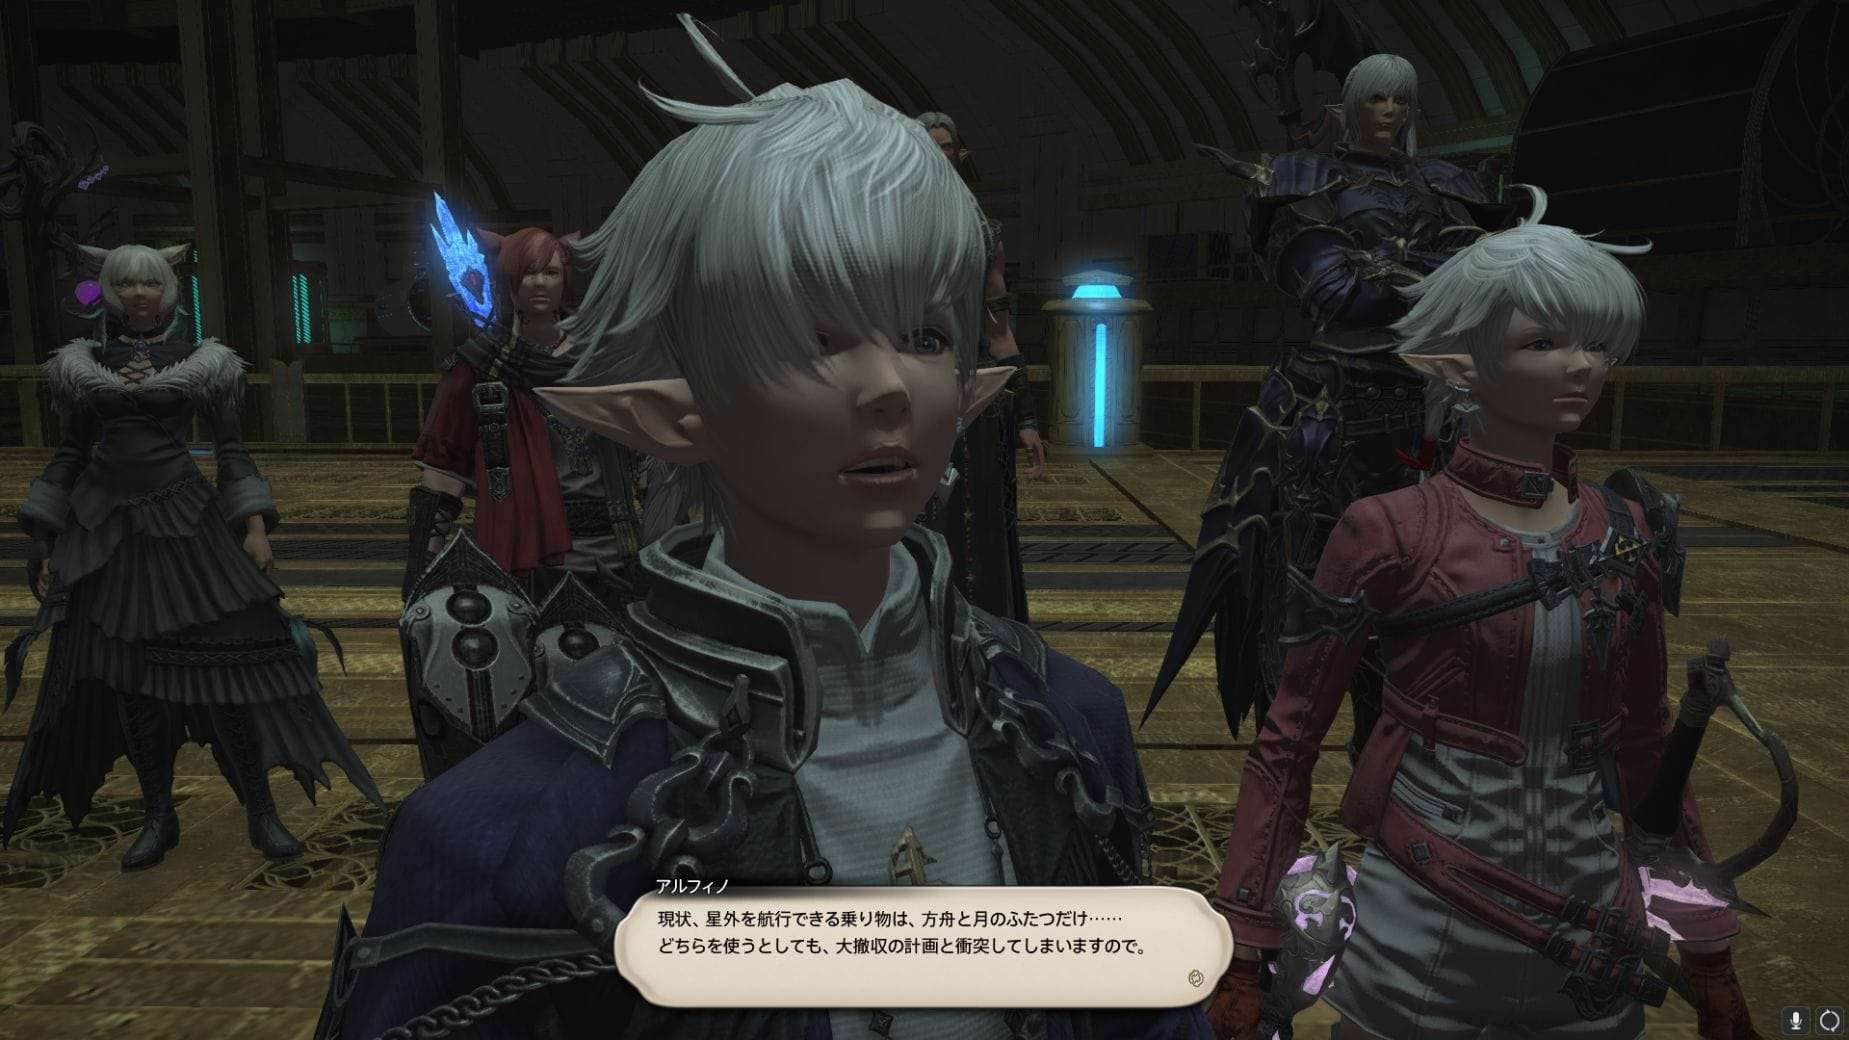 アルフィノ
現状、星外を航行できる乗り物は、方舟と月のふたつだけ……
どちらを使うとしても、大撤収の計画と衝突してしまいますので。